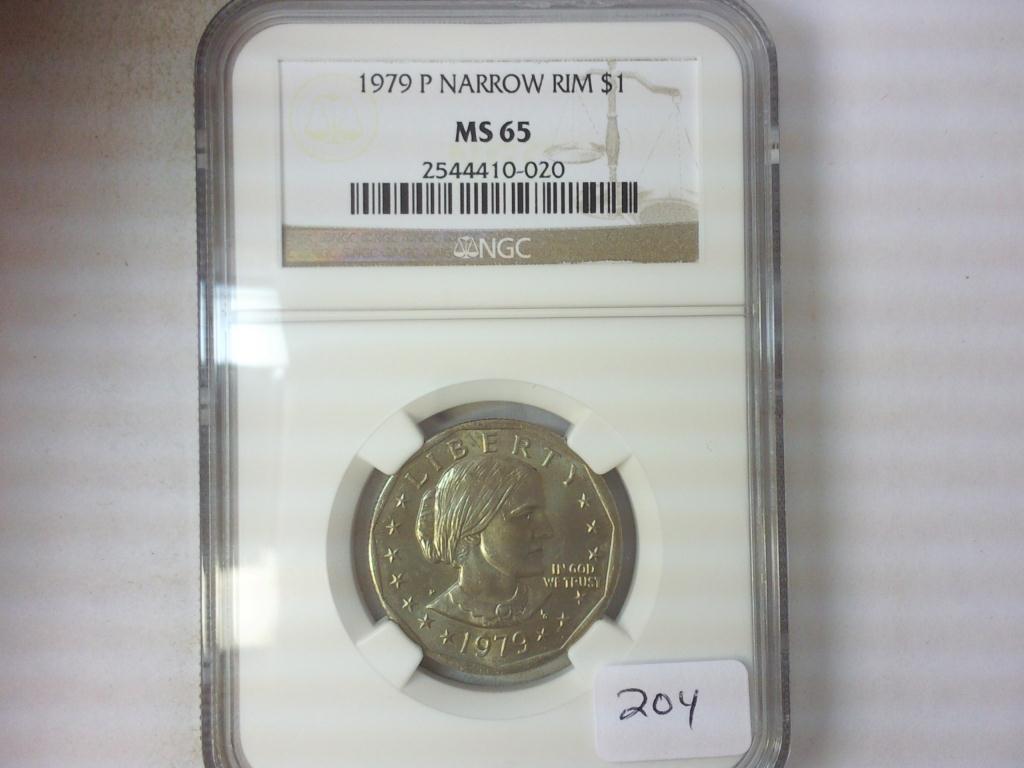 1979 P NARROW RIM $1
MS 65
2544410-020
NGC
LIBERTY
IN GOD
WE TRUST
P
1979
204